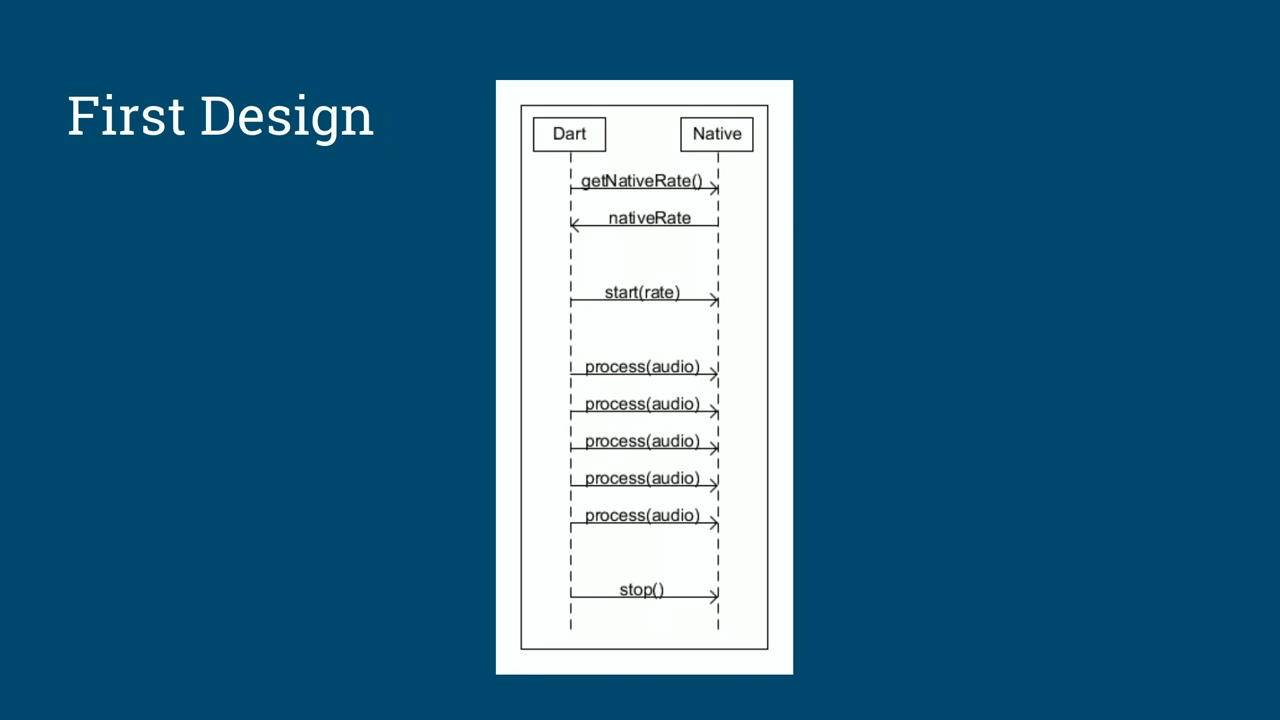 First Design
Dart
Native
getNativeRate()
nativeRate
start(rate)
process(audio)
process(audio)
process(audio)
process(audio)
process(audio)
stop()